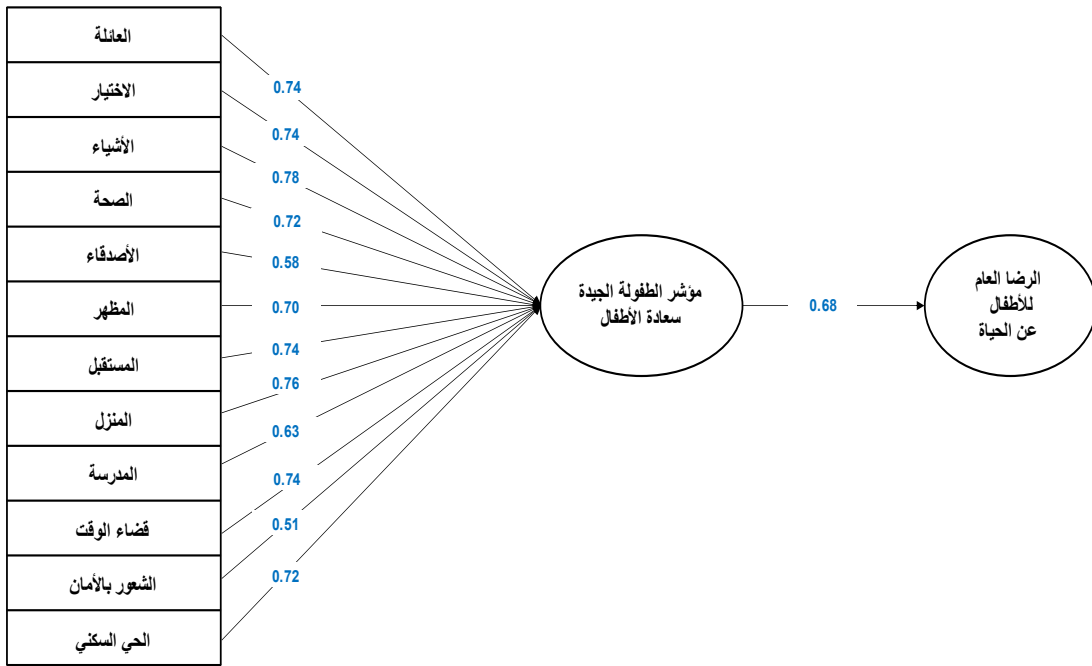 العائلة
الاختيار
الأشياء
الصحة
الأصدقاء
المظهر
المستقبل
المنزل
المدرسة
قضاء الوقت
الشعور بالأمان
الحي السكني
0.74
0.74
0.78
0.72
0.58
0.70
0.74
0.76
0.63
0.74
0.51
0.72
مؤشر الطفولة الجيدة
سعادة الأطفال
0.68
الرضا العام
للأطفال
عن الحياة